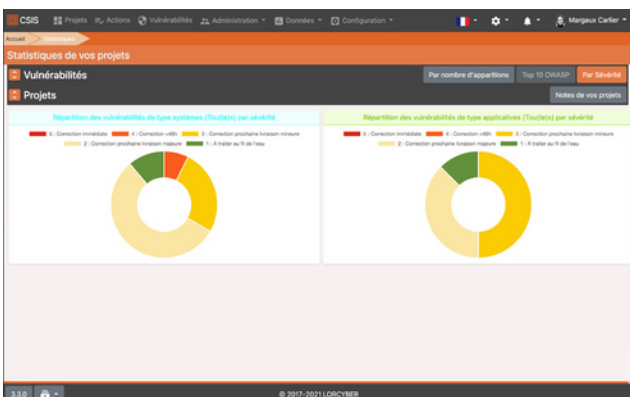 CSIS Projets Actions Vulnérabilités Administration Données Configuration Margaux Carlier
Accueil Statistiques
Statistiques de vos projets
Vulnérabilités Par nombre d'apparitions Top 10 OWASP Par Sévérité
Projets Notes de vos projets
Répartition des vulnérabilités de type systèmes (Tou(te)s) par sévérité
5 : Correction immédiate 4 : Correction <48h 3 : Correction prochaine livraison mineure
2 : Correction prochaine livraison majeure 1 : A traiter au fil de l'eau
Répartition des vulnérabilités de type applicatives (Tou(te)s) par sévérité
5 : Correction immédiate 4 : Correction <48h 3 : Correction prochaine livraison mineure
2 : Correction prochaine livraison majeure 1 : A traiter au fil de l'eau
3.3.0 © 2017-2021 LORCYBER